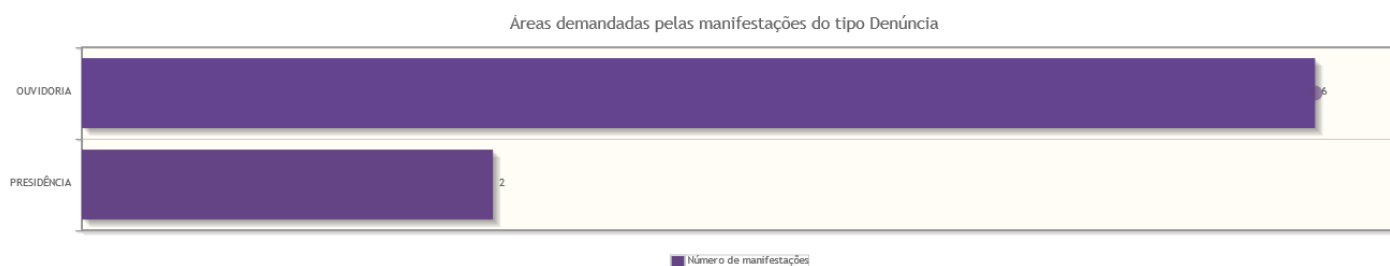 Áreas demandadas pelas manifestações do tipo Denúncia
OUVIDORIA
6
PRESIDÊNCIA
2
Número de manifestações